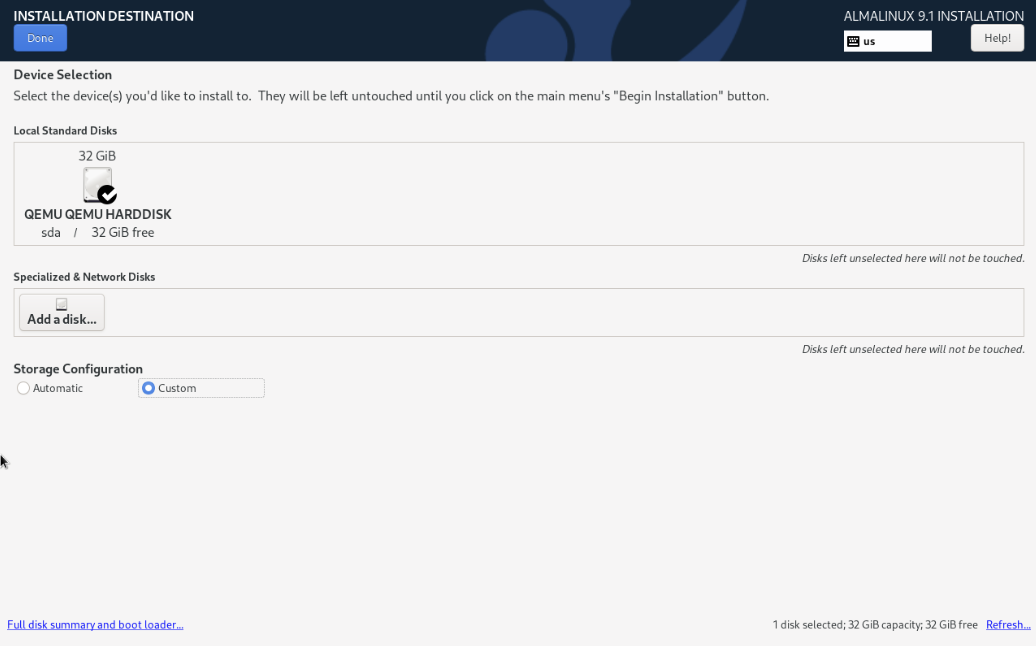 INSTALLATION DESTINATION
Done
ALMALINUX 9.1 INSTALLATION
us
Help!
Device Selection
Select the device(s) you'd like to install to.  They will be left untouched until you click on the main menu's "Begin Installation" button.
Local Standard Disks
32 GiB
QEMU QEMU HARDDISK
sda / 32 GiB free
Disks left unselected here will not be touched.
Specialized & Network Disks
Add a disk...
Disks left unselected here will not be touched.
Storage Configuration
Automatic
Custom
Full disk summary and boot loader...
1 disk selected; 32 GiB capacity; 32 GiB free
Refresh...